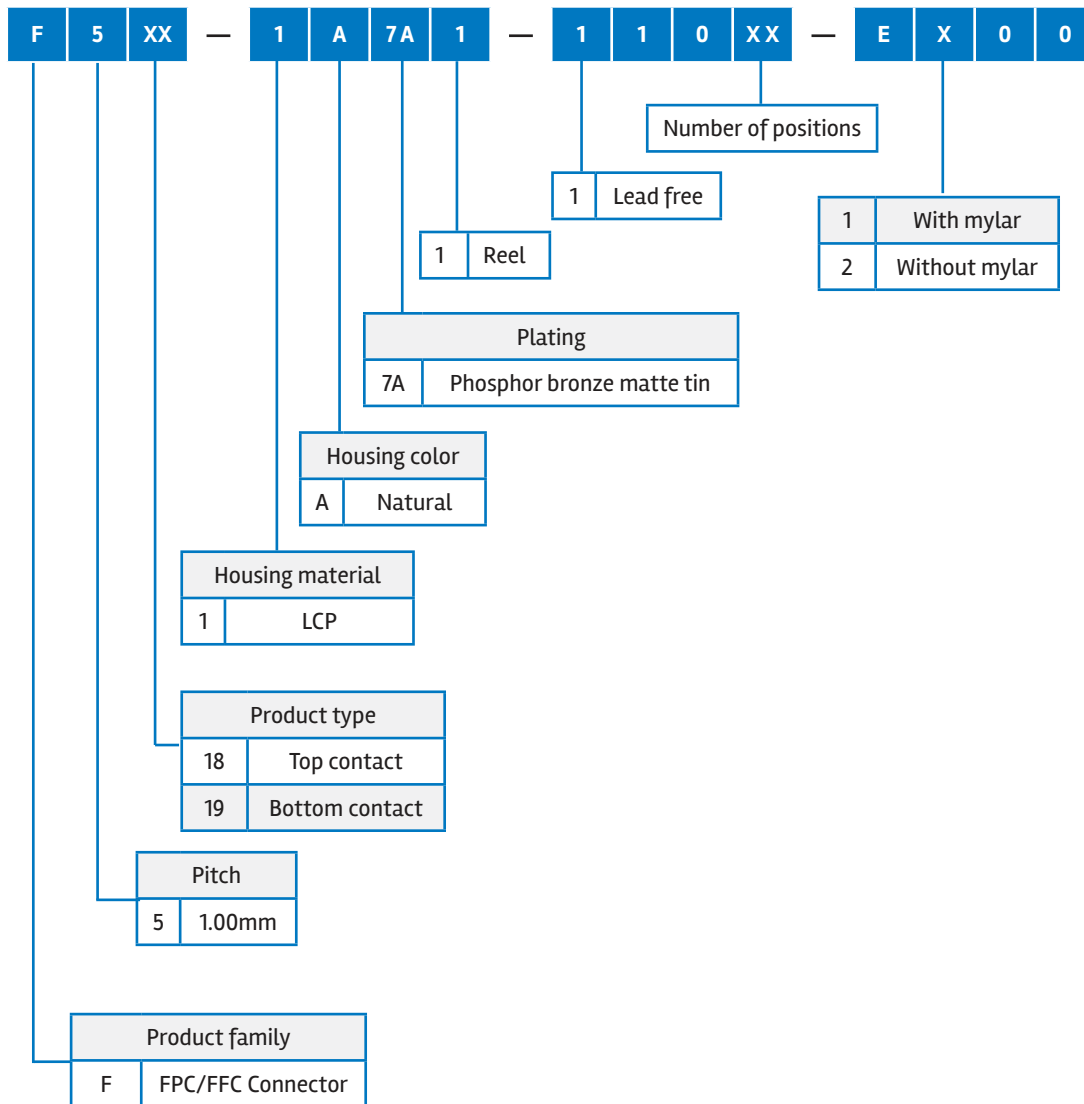 F 5 XX — 1 A 7A 1 — 1 1 0 XX — E X 0 0
Number of positions
1 Lead free
1 With mylar
2 Without mylar
1 Reel
Plating
7A Phosphor bronze matte tin
Housing color
A Natural
Housing material
1 LCP
Product type
18 Top contact
19 Bottom contact
Pitch
5 1.00mm
Product family
F FPC/FFC Connector